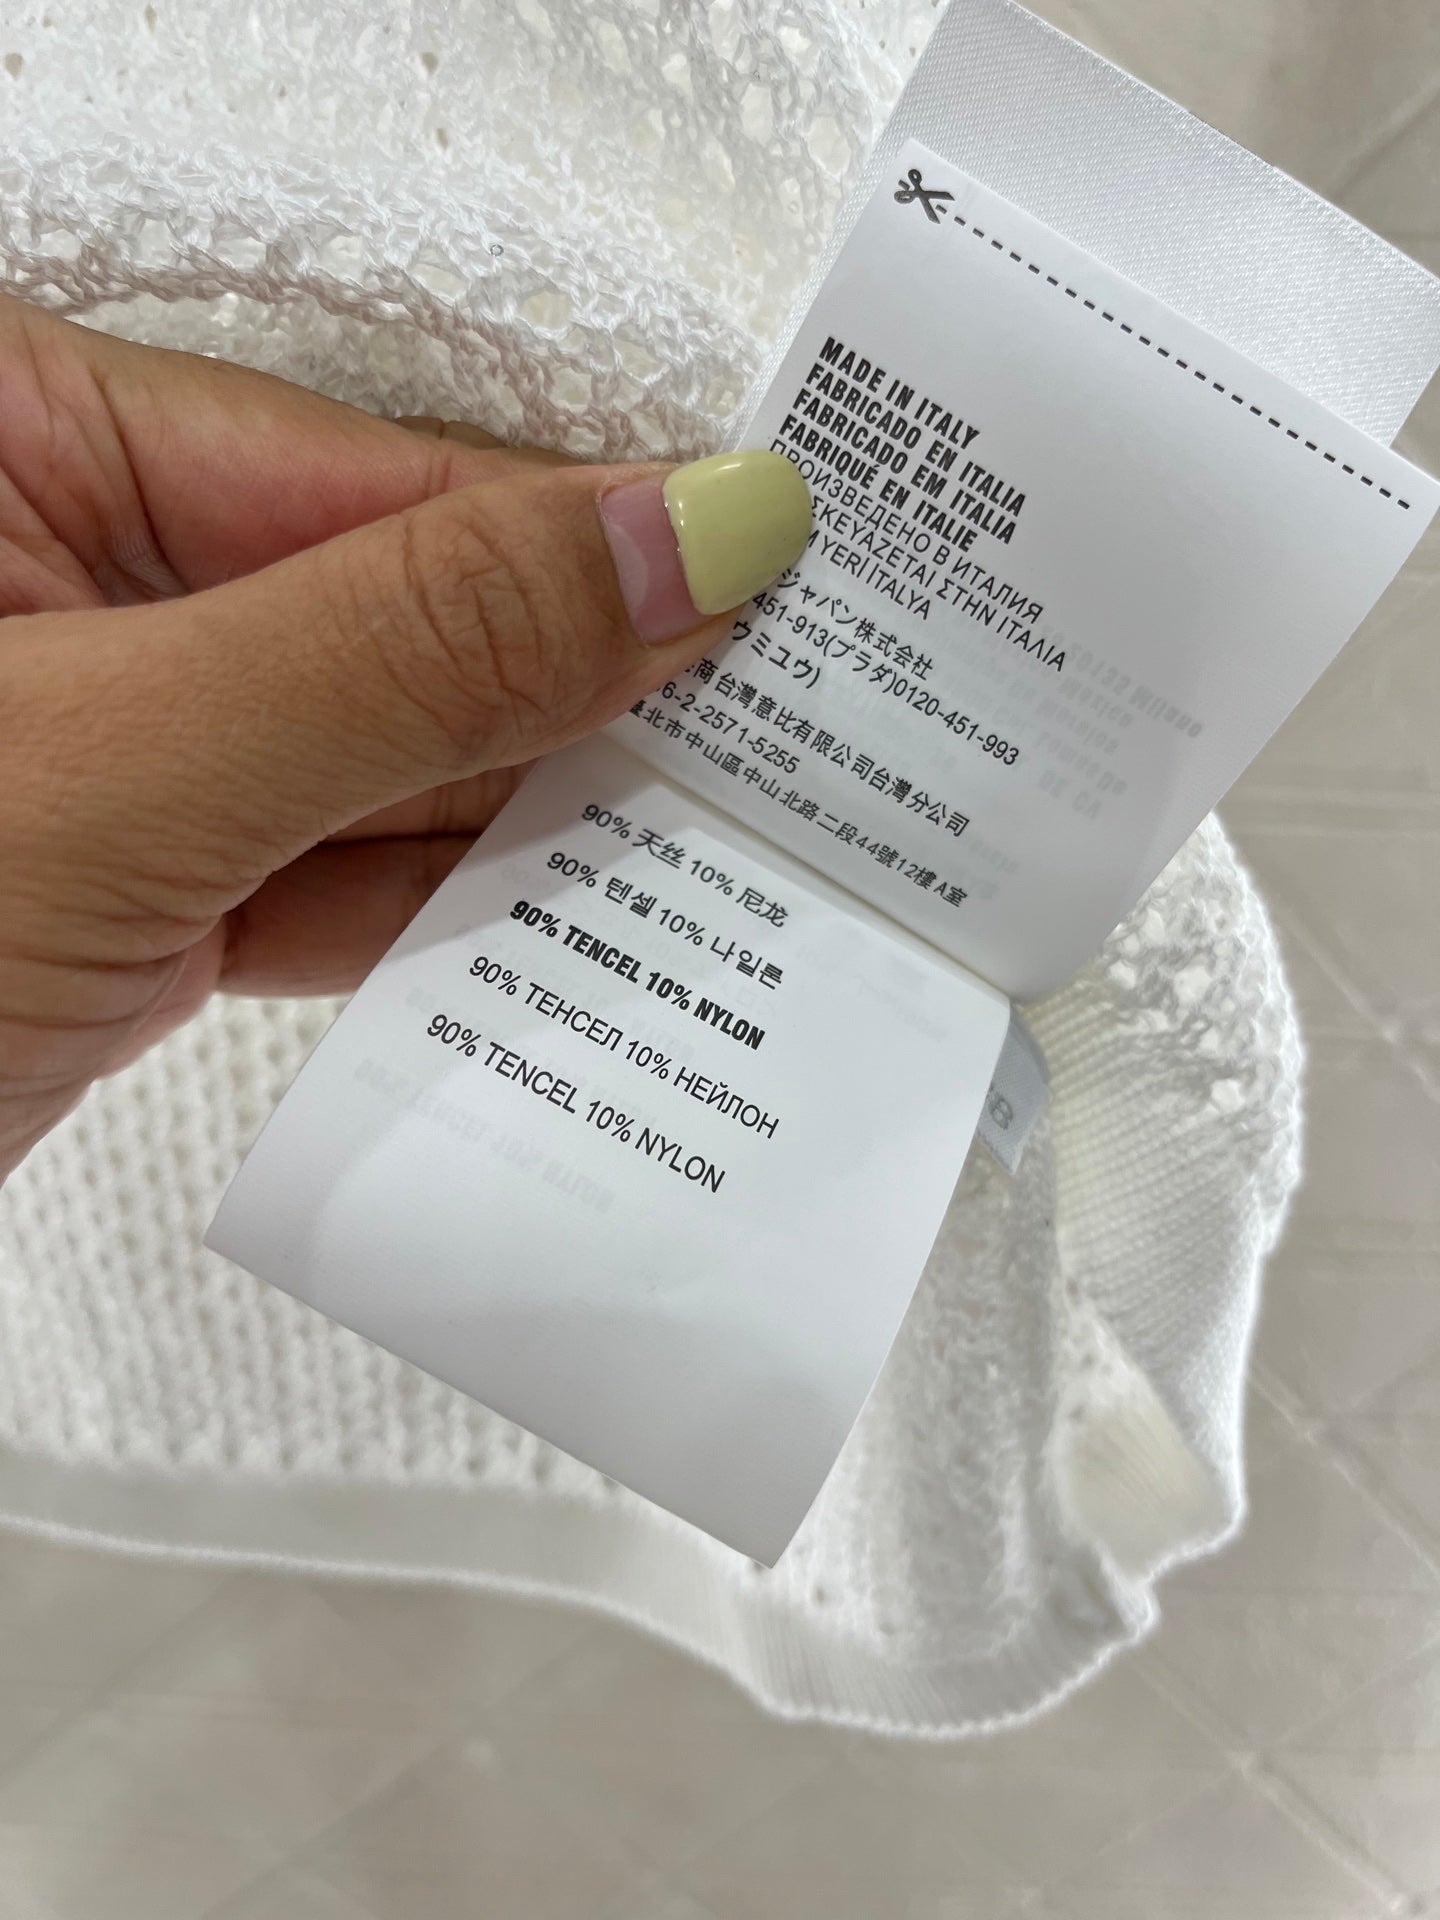 MADE IN ITALY
FABRICADO EN ITALIA
FABRICADO EM ITALIA
FABRIQUÉ EN ITALIE
ПРОИЗВЕДЕНО В ИТАЛИЯ
ΣΚΕΥΑΖΕΤΑΙ ΣΤΗΝ ΙΤΑΛΙΑ
YERI ITALYA
ジャパン株式会社
451-913(プラダ)0120-451-993
ウミユウ)
商台灣意比有限公司台灣分公司
6-2-2571-5255
臺北市中山區中山北路二段44號12樓A室
90% 天丝 10% 尼龙
90% 텐셀 10% 나일론
90% TENCEL 10% NYLON
90% ТЕНСЕЛ 10% НЕЙЛОН
90% TENCEL 10% NYLON